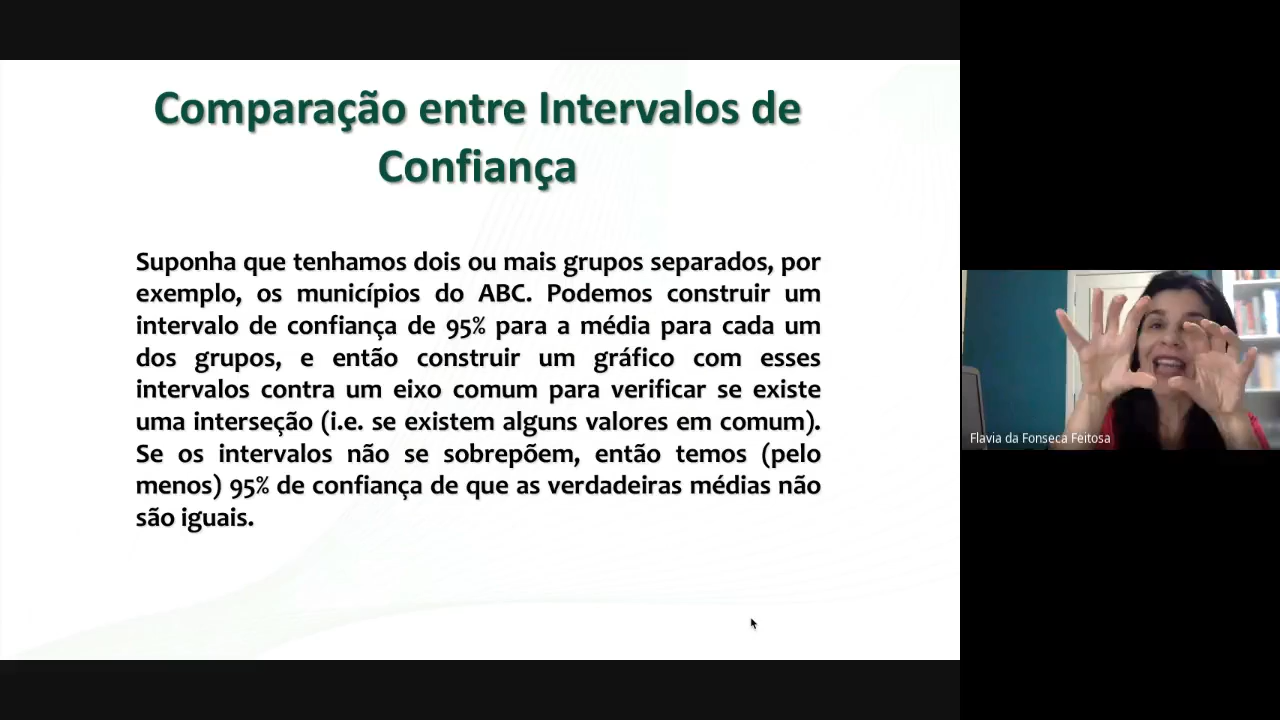 Comparação entre Intervalos de
Confiança
Suponha que tenhamos dois ou mais grupos separados, por
exemplo, os municípios do ABC. Podemos construir um
intervalo de confiança de 95% para a média para cada um
dos grupos, e então construir um gráfico com esses
intervalos contra um eixo comum para verificar se existe
uma interseção (i.e. se existem alguns valores em comum).
Se os intervalos não se sobrepõem, então temos (pelo
menos) 95% de confiança de que as verdadeiras médias não
são iguais.
Flavia da Fonseca Feitosa